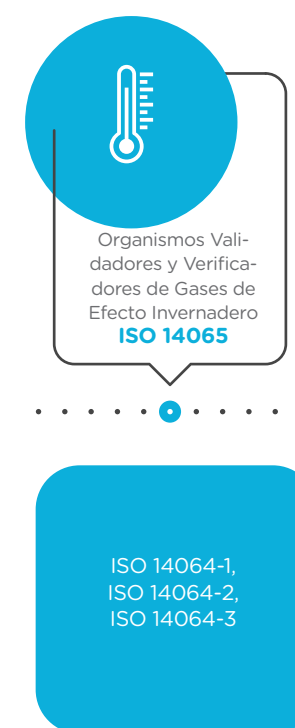 Organismos Vali-
dadores y Verifica-
dores de Gases de
Efecto Invernadero
ISO 14065
ISO 14064-1,
ISO 14064-2,
ISO 14064-3